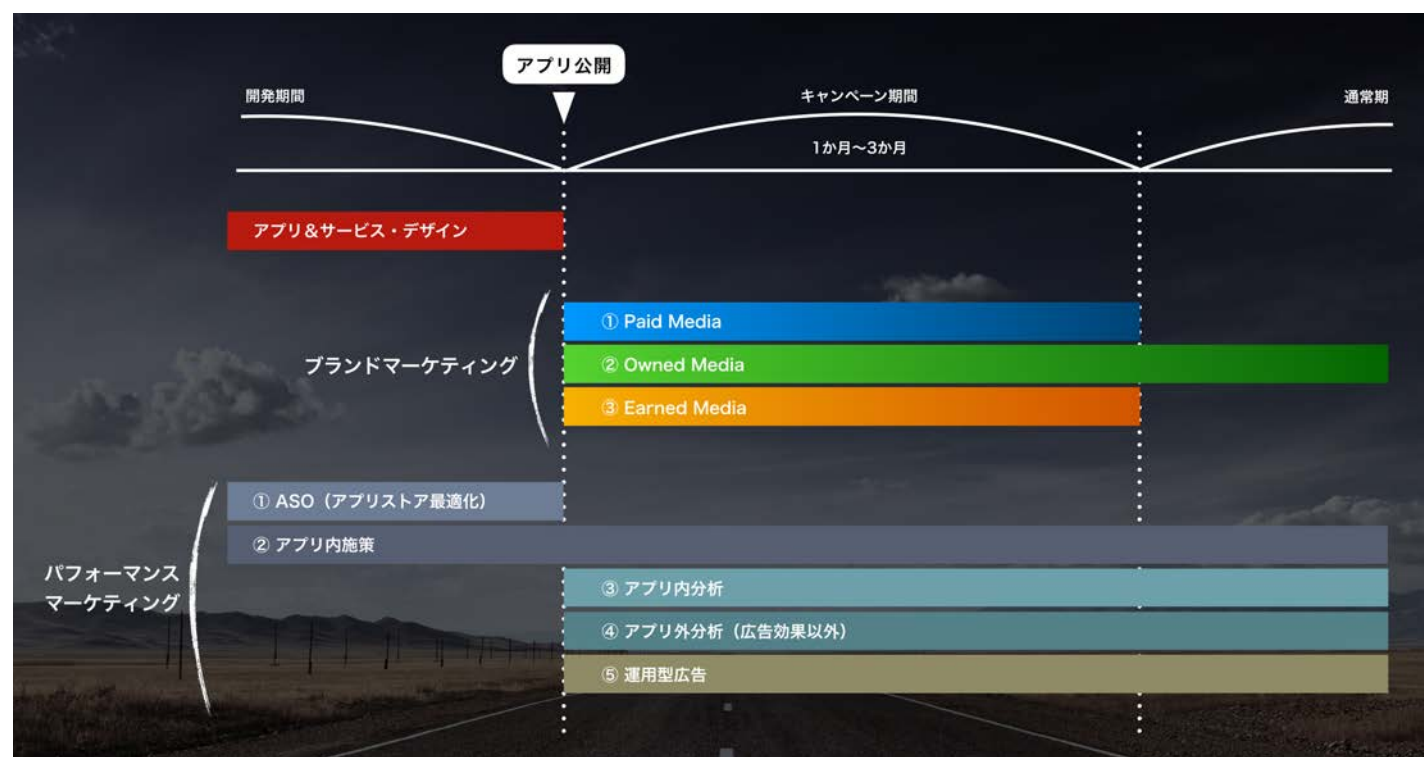 アプリ公開
開発期間
キャンペーン期間
通常期
1か月〜3か月
アプリ＆サービス・デザイン
ブランドマーケティング
① Paid Media
② Owned Media
③ Earned Media
パフォーマンス
マーケティング
① ASO（アプリストア最適化）
② アプリ内施策
③ アプリ内分析
④ アプリ外分析（広告効果以外）
⑤ 運用型広告